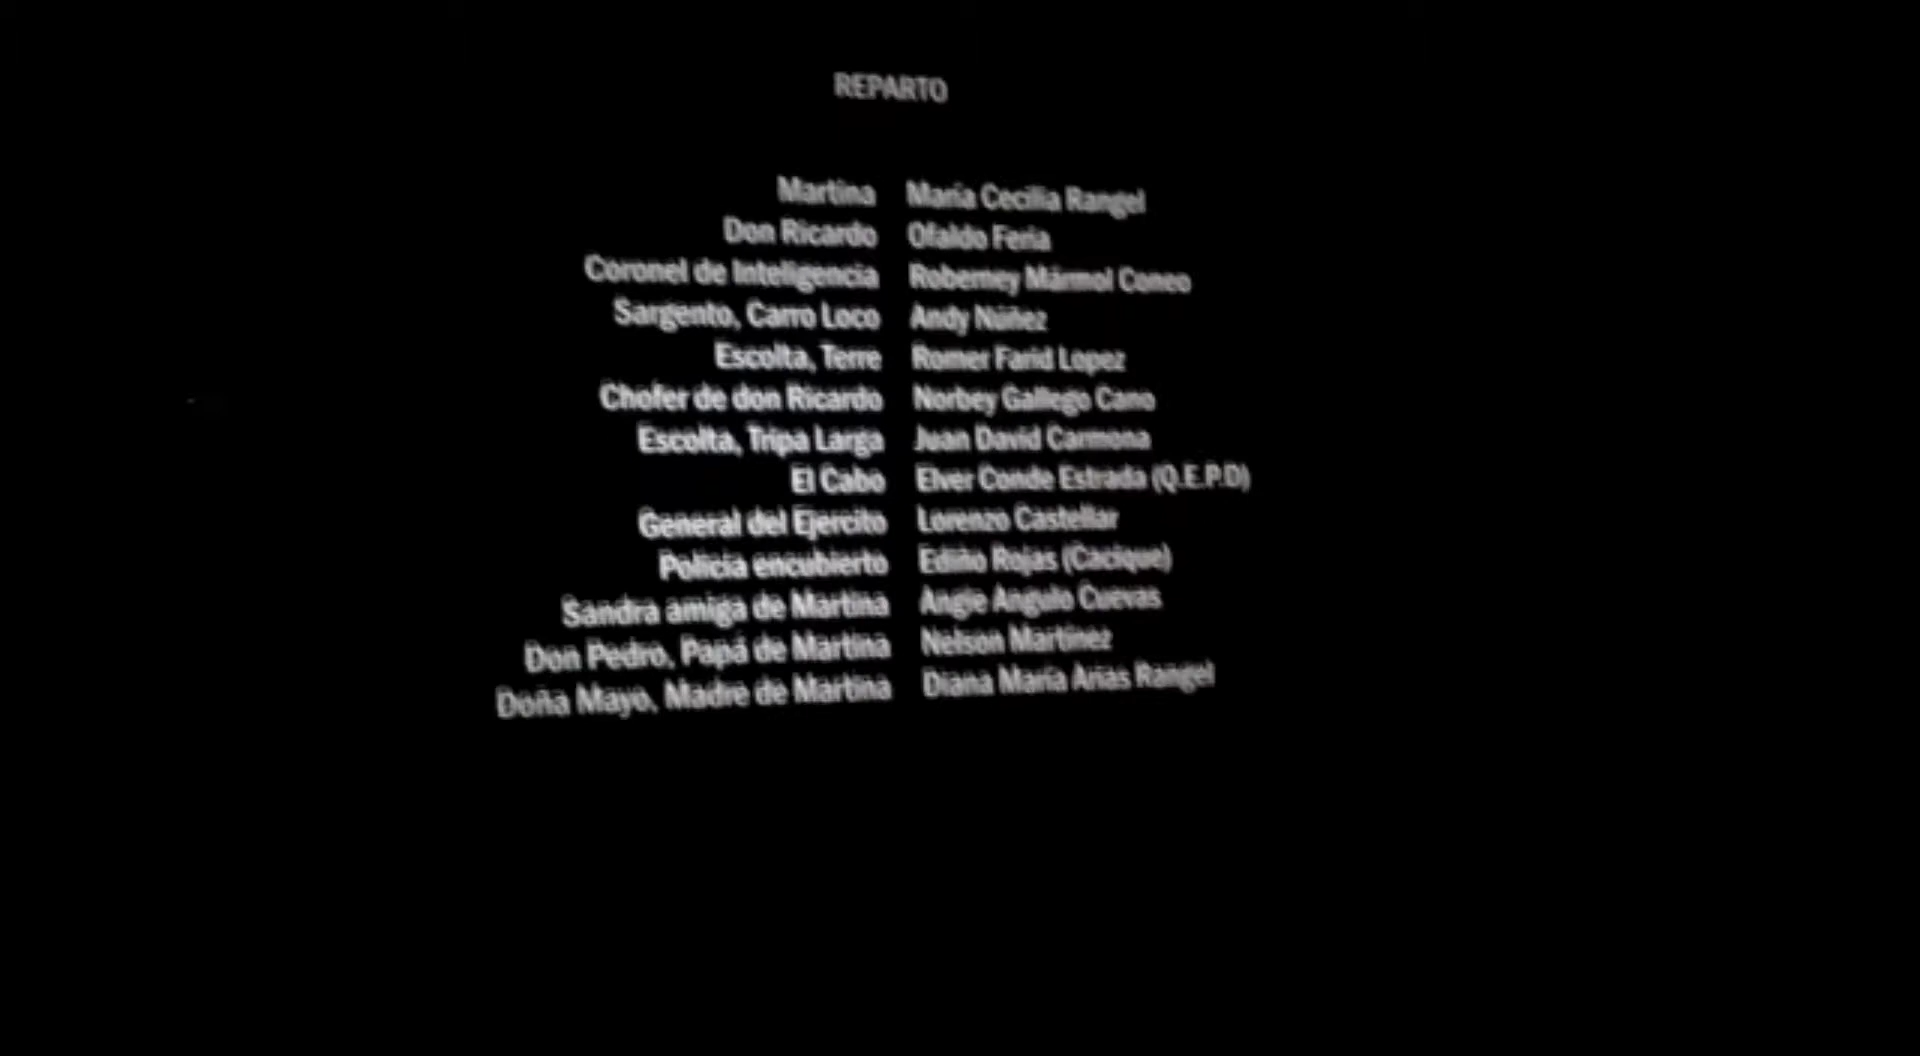 REPARTO
Martina María Cecilia Rangel
Don Ricardo Ofaldo Feria
Coronel de Inteligencia Roberney Mármol Coneo
Sargento, Carro Loco Andy Núñez
Escolta, Terre Romer Farid Lopez
Chofer de don Ricardo Norbey Gallego Cano
Escolta, Tripa Larga Juan David Carmona
El Cabo Elver Conde Estrada (Q.E.P.D)
General del Ejercito Lorenzo Castellar
Policia encubierto Ediño Rojas (Cacique)
Sandra amiga de Martina Angie Angulo Cuevas
Don Pedro, Papá de Martina Nelson Martínez
Doña Mayo, Madre de Martina Diana María Arias Rangel